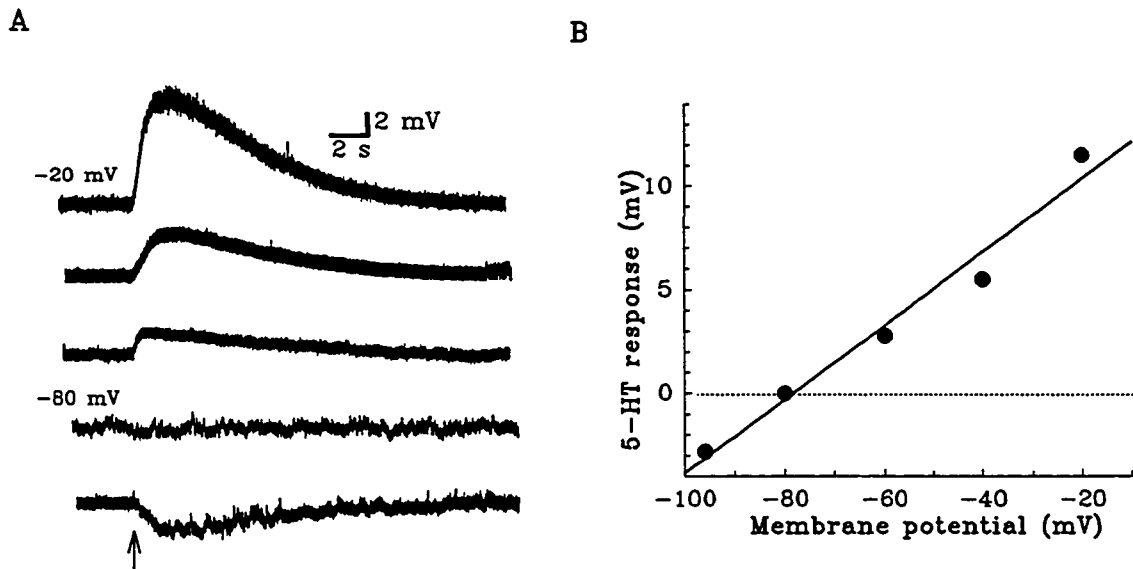 A
B
2 mV
2 s
-20 mV
-80 mV
5-HT response (mV)
10
5
0
-100 -80 -60 -40 -20
Membrane potential (mV)